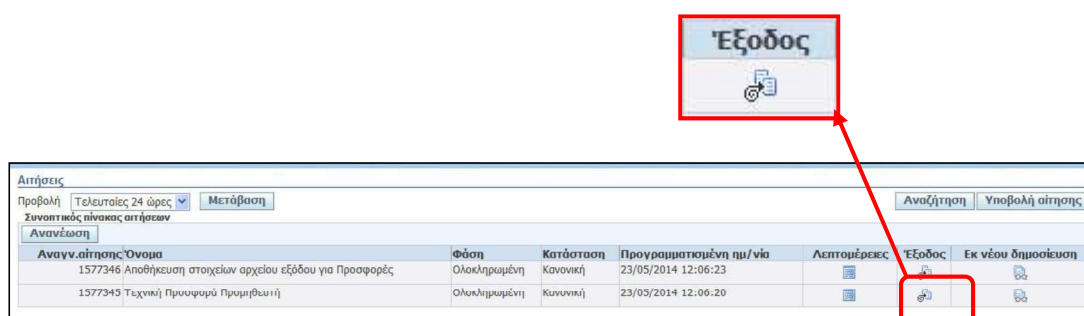 Έξοδος
Αιτήσεις
Προβολή Τελευταίες 24 ώρες Μετάβαση Αναζήτηση Υποβολή αίτησης
Συνοπτικός πίνακας αιτήσεων
Ανανέωση
Αναγν.αίτησης Όνομα Φάση Κατάσταση Προγραμματισμένη ημ/νία Λεπτομέρειες Έξοδος Εκ νέου δημοσίευση
1577346 Αποθήκευση στοιχείων αρχείου εξόδου για Προσφορές Ολοκληρωμένη Κανονική 23/05/2014 12:06:23
1577345 Τεχνική Προσφορά Προμηθευτή Ολοκληρωμένη Κανονική 23/05/2014 12:06:20